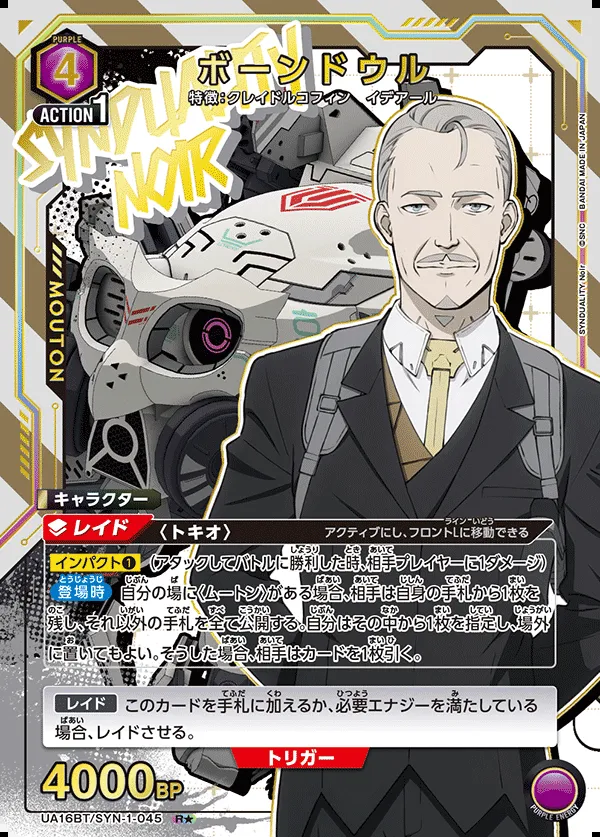 PURPLE
4
ボーンドウル
ACTION 1
特徴:クレイドルコフィン イデアール
SYNDUALITY
NOIR
MOUTON
SYNDUALITY Noir ©SNC BANDAI MADE IN JAPAN
キャラクター
レイド 〈トキオ〉 アクティブにし、フロントLに移動できる
インパクト❶ (アタックしてバトルに勝利した時、相手プレイヤーに1ダメージ)
登場時 自分の場に〈ムートン〉がある場合、相手は自身の手札から1枚を
残し、それ以外の手札を全て公開する。自分はその中から1枚を指定し、場外
に置いてもよい。そうした場合、相手はカードを1枚引く。
レイド このカードを手札に加えるか、必要エナジーを満たしている
場合、レイドさせる。
トリガー
4000BP
UA16BT/SYN-1-045 R★
PURPLE ENERGY